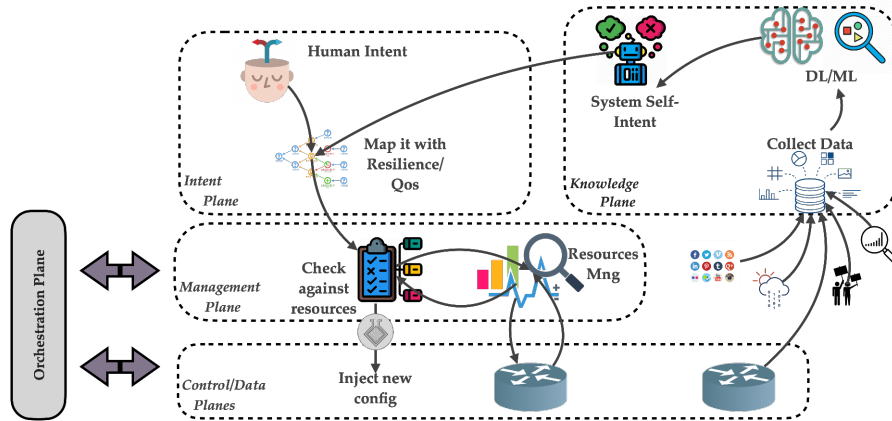 Human Intent
Map it with
Resilience/
Qos
Intent
Plane
System Self-
Intent
DL/ML
Collect Data
Knowledge
Plane
Orchestration Plane
Check
against
resources
Resources
Mng
Management
Plane
Inject new
config
Control/Data
Planes